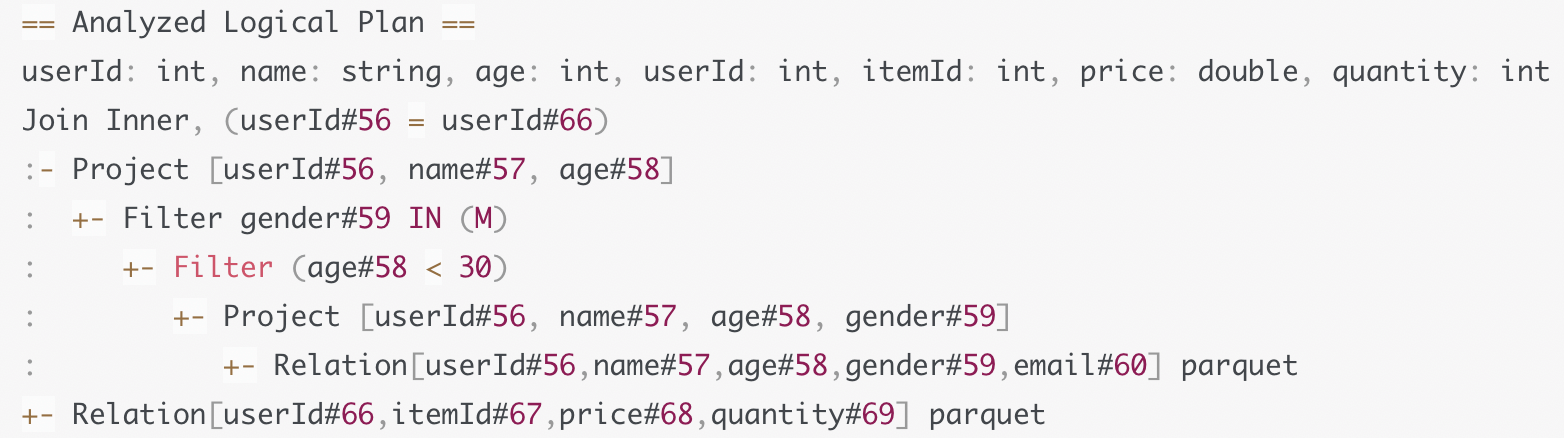 == Analyzed Logical Plan ==
userId: int, name: string, age: int, userId: int, itemId: int, price: double, quantity: int
Join Inner, (userId#56 = userId#66)
:- Project [userId#56, name#57, age#58]
:  +- Filter gender#59 IN (M)
:     +- Filter (age#58 < 30)
:        +- Project [userId#56, name#57, age#58, gender#59]
:           +- Relation[userId#56,name#57,age#58,gender#59,email#60] parquet
+- Relation[userId#66,itemId#67,price#68,quantity#69] parquet